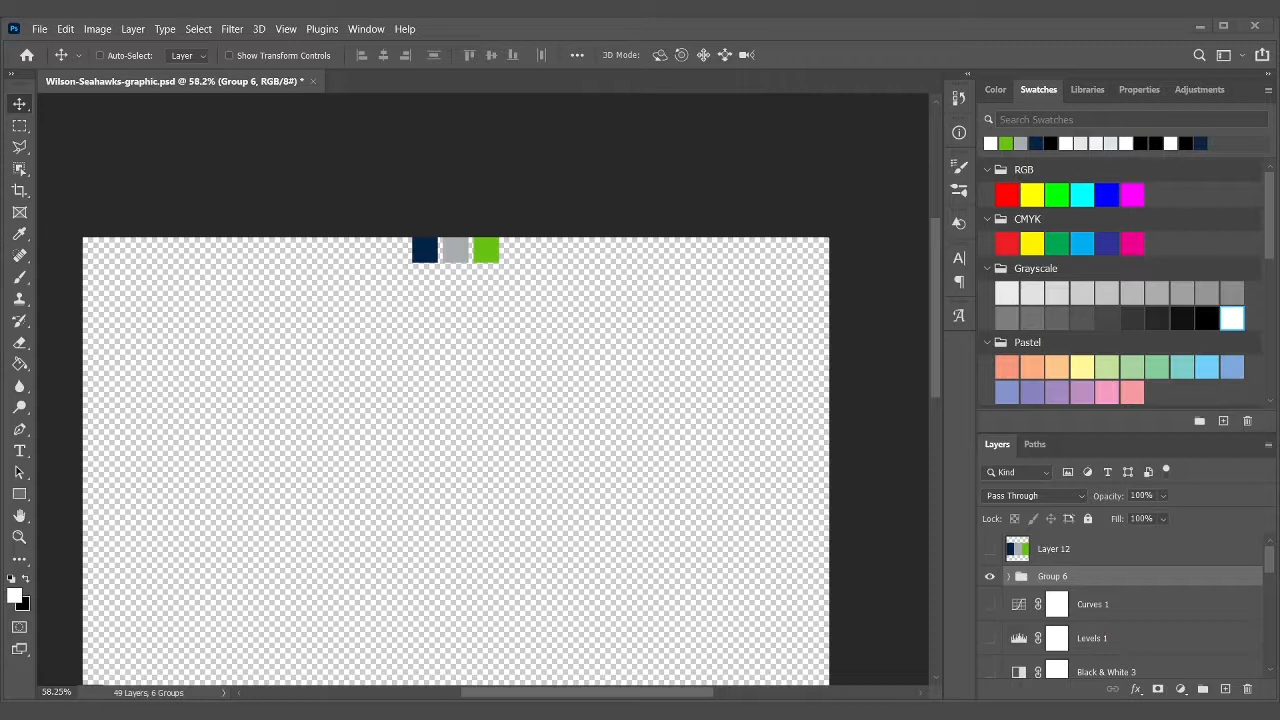 Ps File Edit Image Layer Type Select Filter 3D View Plugins Window Help
Auto-Select: Layer Show Transform Controls 3D Mode:
Wilson-Seahawks-graphic.psd @ 58.2% (Group 6, RGB/8#) *
Color Swatches Libraries Properties Adjustments
Search Swatches
RGB
CMYK
Grayscale
Pastel
Layers Paths
Kind
Pass Through Opacity: 100%
Lock: Fill: 100%
Layer 12
Group 6
Curves 1
Levels 1
Black & White 3
58.25% 49 Layers, 6 Groups